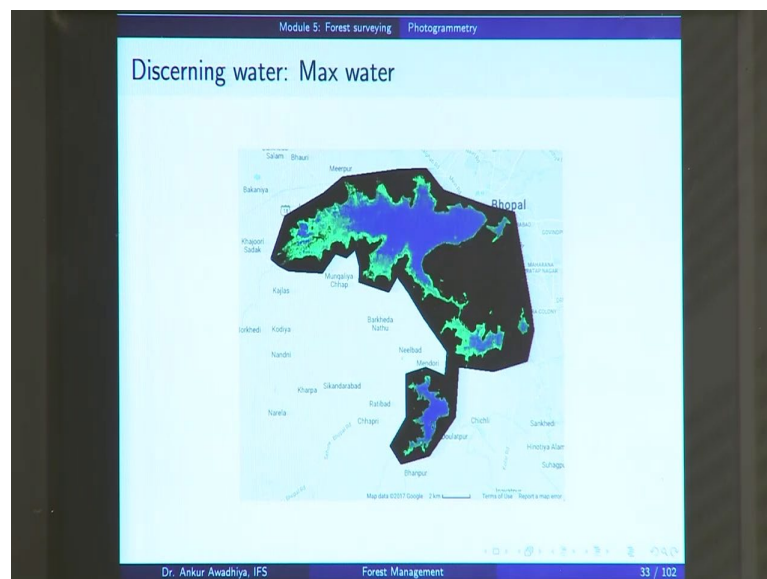 Module 5: Forest surveying Photogrammetry
Discerning water: Max water
Salam Bhauri
Meerpur
Bakaniya
Bhopal
Khajoori
Sadak
Mungaliya
Chhap
Kajlas
Barkheda
Nathu
Kodiya
Neelbad
Nandni
Mendori
Kharpa Sikandarabad
Ratibad
Narela
Chhapri
Chichli
Sankhedi
Bhanpur
Map data ©2017 Google 2 km Terms of Use Report a map error
Dr. Ankur Awadhiya, IFS Forest Management 33 / 102